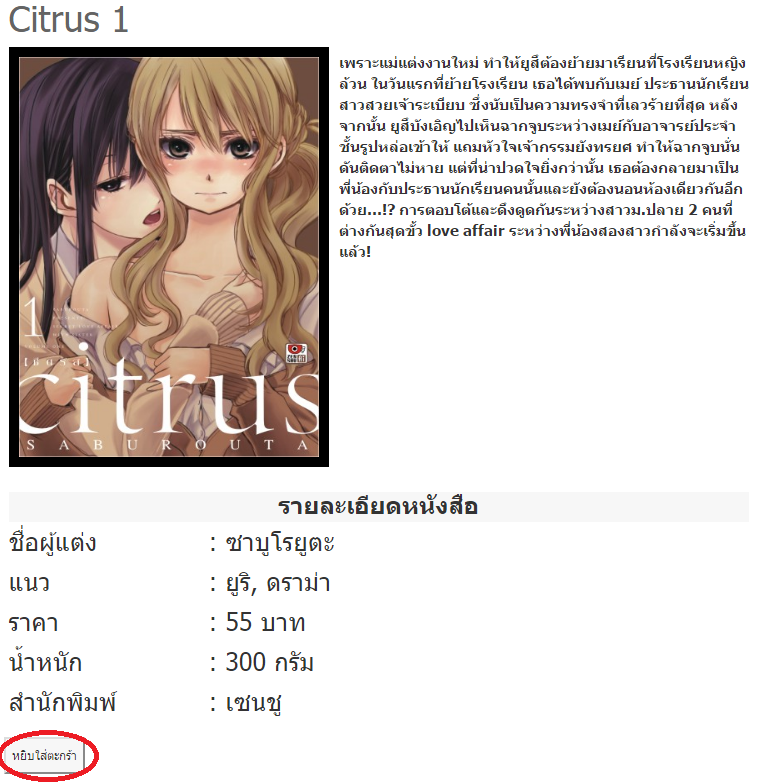 Citrus 1
เพราะแม่แต่งงานใหม่ ทำให้ยูสึต้องย้ายมาเรียนที่โรงเรียนหญิง
ล้วน ในวันแรกที่ย้ายโรงเรียน เธอได้พบกับเมย์ ประธานนักเรียน
สาวสวยเจ้าระเบียบ ซึ่งนับเป็นความทรงจำที่เลวร้ายที่สุด หลัง
จากนั้น ยูสึบังเอิญไปเห็นฉากจูบระหว่างเมย์กับอาจารย์ประจำ
ชั้นรูปหล่อเข้าให้ แถมหัวใจเจ้ากรรมยังทรยศ ทำให้ฉากจูบนั่น
ดันติดตาไม่หาย แต่ที่น่าปวดใจยิ่งกว่านั้น เธอต้องกลายมาเป็น
พี่น้องกับประธานนักเรียนคนนั้นและยังต้องนอนห้องเดียวกันอีก
ด้วย...!? การตอบโต้และดึงดูดกันระหว่างสาวม.ปลาย 2 คนที่
ต่างกันสุดขั้ว love affair ระหว่างพี่น้องสองสาวกำลังจะเริ่มขึ้น
แล้ว!
1
[ซิตรัส]
citrus
SABUROUTA
รายละเอียดหนังสือ
ชื่อผู้แต่ง : ซาบูโรยูตะ
แนว : ยูริ, ดราม่า
ราคา : 55 บาท
น้ำหนัก : 300 กรัม
สำนักพิมพ์ : เซนชู
หยิบใส่ตะกร้า